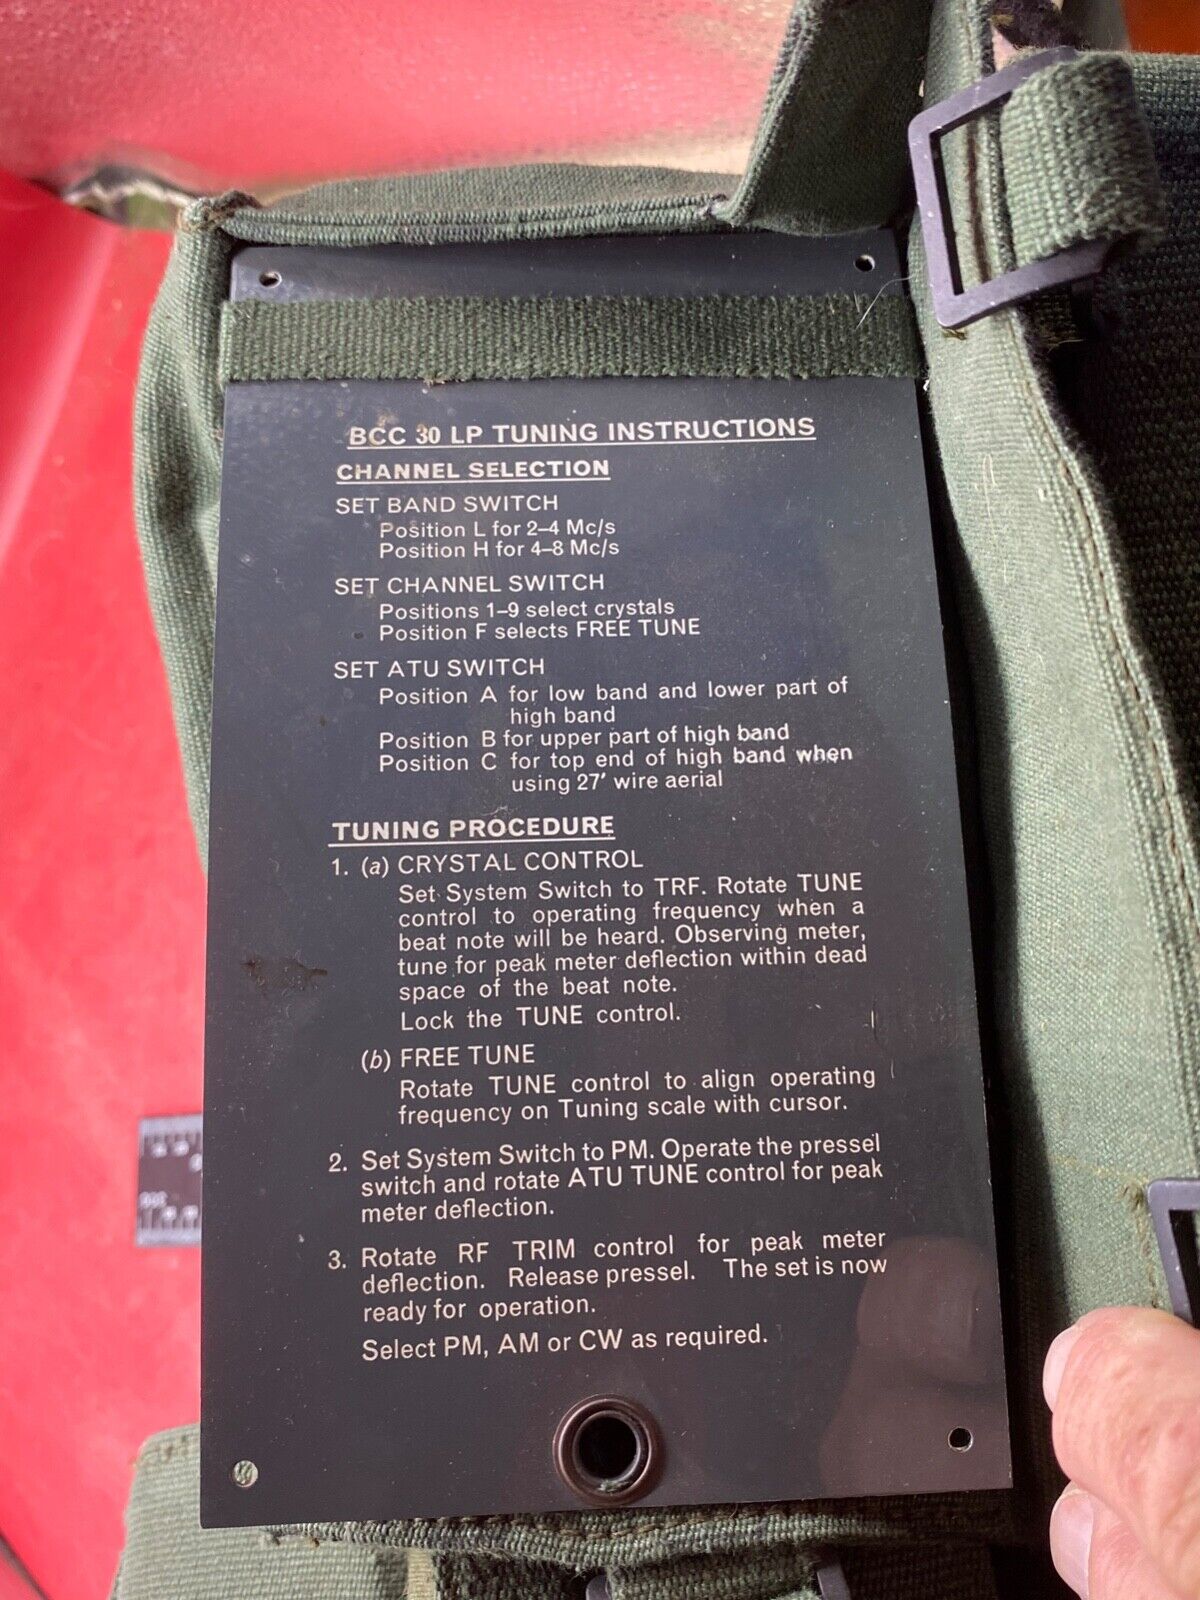 BCC 30 LP TUNING INSTRUCTIONS
CHANNEL SELECTION
SET BAND SWITCH
Position L for 2–4 Mc/s
Position H for 4–8 Mc/s
SET CHANNEL SWITCH
Positions 1–9 select crystals
Position F selects FREE TUNE
SET ATU SWITCH
Position A for low band and lower part of
high band
Position B for upper part of high band
Position C for top end of high band when
using 27' wire aerial
TUNING PROCEDURE
1. (a) CRYSTAL CONTROL
Set System Switch to TRF. Rotate TUNE
control to operating frequency when a
beat note will be heard. Observing meter,
tune for peak meter deflection within dead
space of the beat note.
Lock the TUNE control.
(b) FREE TUNE
Rotate TUNE control to align operating
frequency on Tuning scale with cursor.
2. Set System Switch to PM. Operate the pressel
switch and rotate ATU TUNE control for peak
meter deflection.
3. Rotate RF TRIM control for peak meter
deflection. Release pressel. The set is now
ready for operation.
Select PM, AM or CW as required.